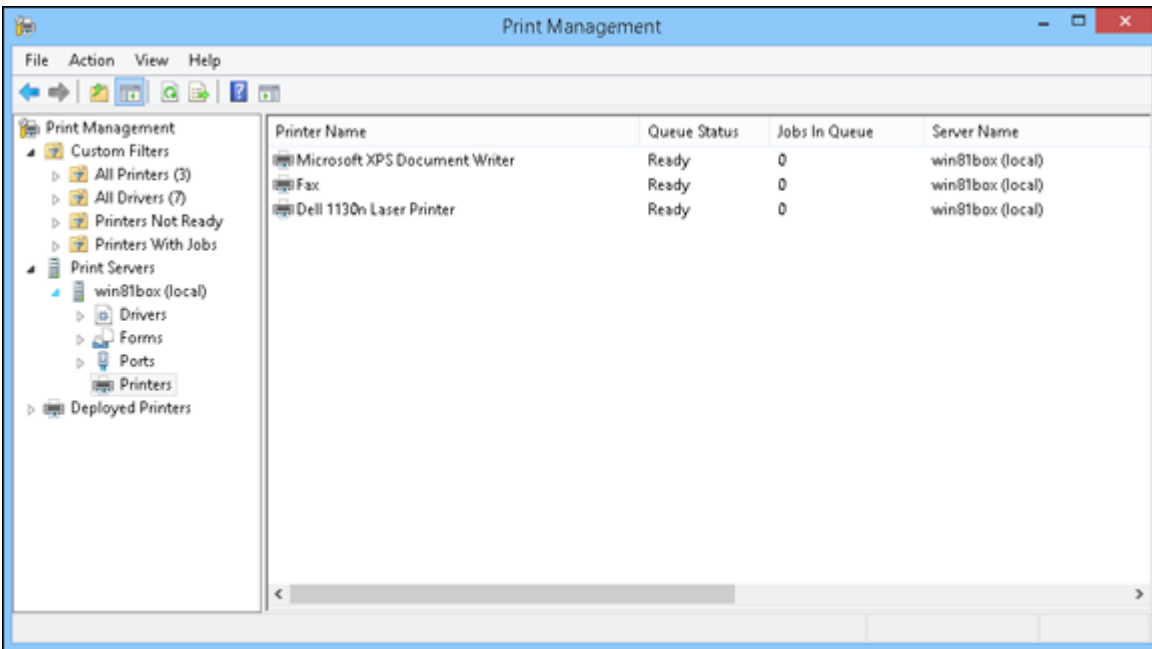 Print Management
File Action View Help
Print Management
Custom Filters
All Printers (3)
All Drivers (7)
Printers Not Ready
Printers With Jobs
Print Servers
win81box (local)
Drivers
Forms
Ports
Printers
Deployed Printers
Printer Name Queue Status Jobs In Queue Server Name
Microsoft XPS Document Writer Ready 0 win81box (local)
Fax Ready 0 win81box (local)
Dell 1130n Laser Printer Ready 0 win81box (local)